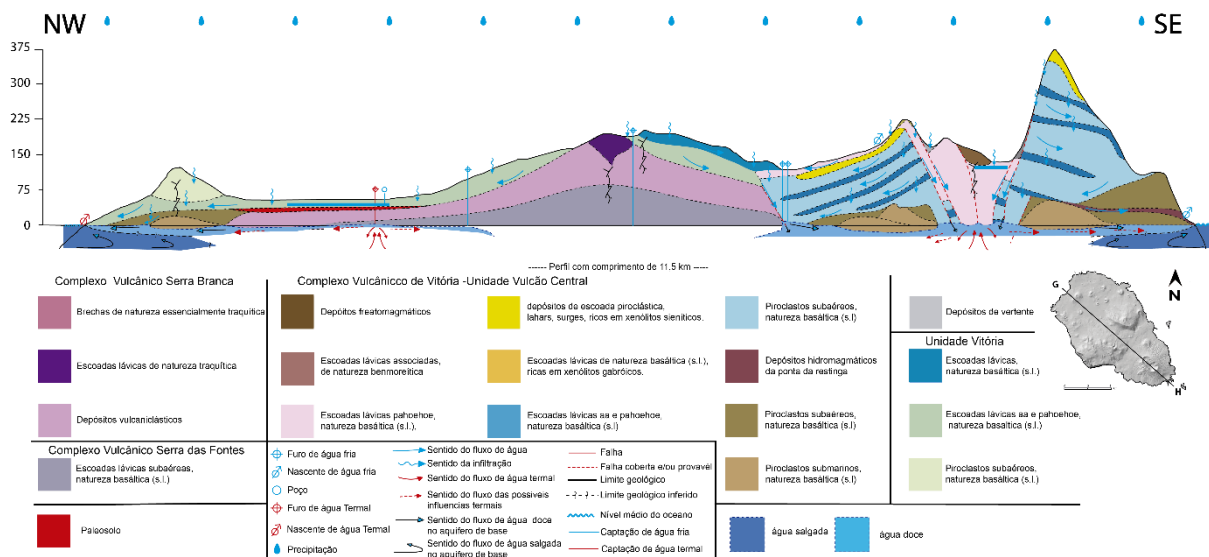 NW
SE
375
300
225
150
75
0
------ Perfil com comprimento de 11.5 km -----
Complexo Vulcânico Serra Branca
Brechas de natureza essencialmente traquítica
Escoadas lávicas de natureza traquítica
Depósitos vulcaniclásticos
Complexo Vulcânico Serra das Fontes
Escoadas lávicas subaéreas,
natureza basáltica (s.l.)
Paleosolo
Complexo Vulcânicco de Vitória -Unidade Vulcão Central
Depóitos freatomagmáticos
Escoadas lávicas associadas,
de natureza benmoreítica
Escoadas lávicas pahoehoe,
natureza basáltica (s.l.),
depósitos de escoada piroclástica,
lahars, surges, ricos em xenólitos sieníticos.
Escoadas lávicas de natureza basáltica (s.l.),
ricas em xenólitos gabróicos.
Escoadas lávicas aa e pahoehoe,
natureza basáltica (s.l)
Piroclastos subaéreos,
natureza basáltica (s.l)
Depósitos hidromagmáticos
da ponta da restinga
Piroclastos subaéreos,
natureza basáltica (s.l)
Piroclastos submarinos,
natureza basáltica (s.l)
Depósitos de vertente
Unidade Vitória
Escoadas lávicas,
natureza basáltica (s.l.)
Escoadas lávicas aa e pahoehoe,
natureza basáltica (s.l.)
Piroclastos subaéreos,
natureza basáltica (s.l.)
Furo de água fria
Nascente de água fria
Poço
Furo de água Termal
Nascente de água Termal
Precipitação
Sentido do fluxo de água
Sentido da infiltração
Sentido do fluxo de água termal
Sentido do fluxo das possiveis
influencias termais
Sentido do fluxo de água doce
no aquifero de base
Sentido do fluxo de água salgada
no aquifero de base
Falha
Falha coberta e/ou provavél
Limite geológico
Limite geológico inferido
Nível médio do oceano
Captação de água fria
Captação de água termal
água salgada
água doce
G
H
N